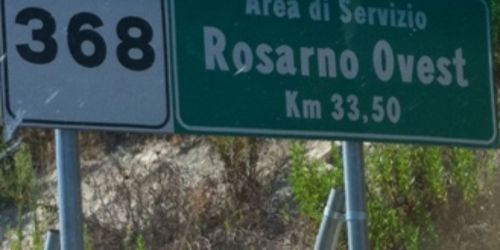 368
Area di Servizio
Rosarno Ovest
Km 33,50